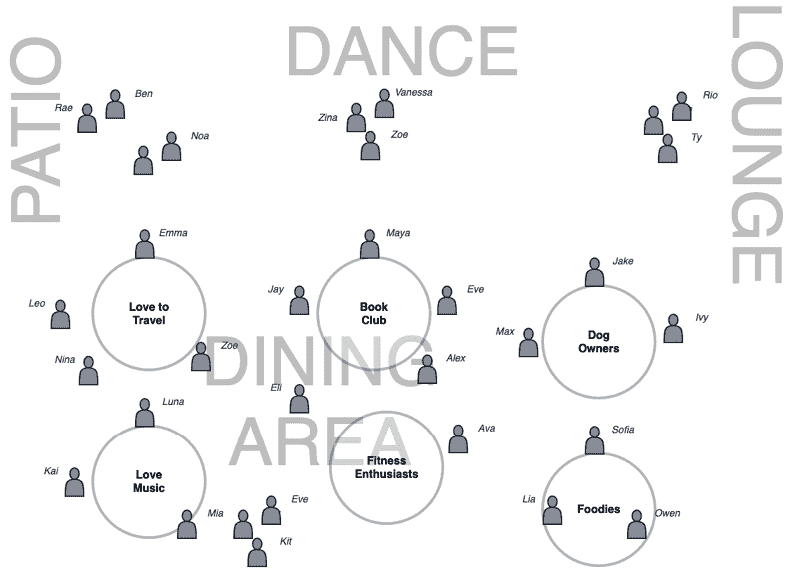 DANCE
PATIO
LOUNGE
Ben
Rae
Noa
Vanessa
Zina
Zoe
Rio
Ty
Emma
Leo
Love to
Travel
Nina
Zoe
Maya
Jay
Book
Club
Eve
Alex
Jake
Max
Dog
Owners
Ivy
DINING
AREA
Eli
Luna
Kai
Love
Music
Mia
Eve
Kit
Ava
Fitness
Enthusiasts
Sofia
Lia
Foodies
Owen